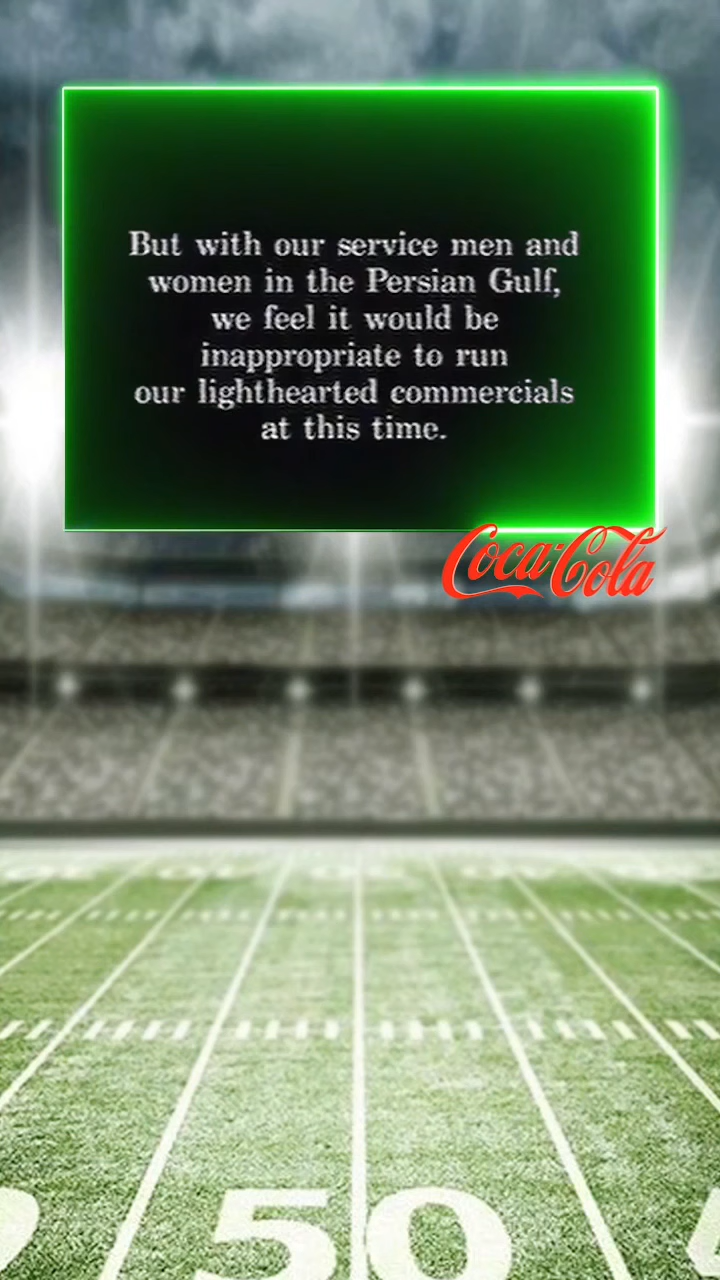 But with our service men and
women in the Persian Gulf,
we feel it would be
inappropriate to run
our lighthearted commercials
at this time.
Coca-Cola
50